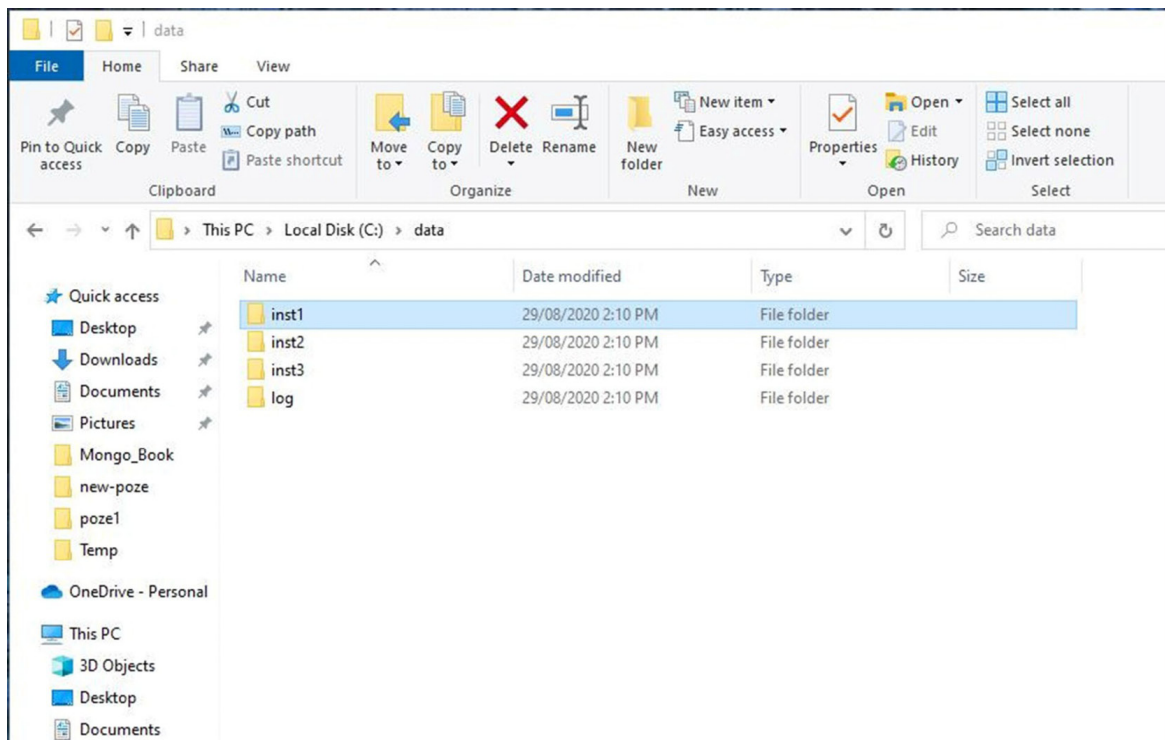 data
File Home Share View
Pin to Quick access
Copy
Paste
Cut
Copy path
Paste shortcut
Clipboard
Move to
Copy to
Delete
Rename
Organize
New folder
New item
Easy access
New
Properties
Open
Edit
History
Open
Select all
Select none
Invert selection
Select
This PC > Local Disk (C:) > data
Search data
Name Date modified Type Size
inst1 29/08/2020 2:10 PM File folder
inst2 29/08/2020 2:10 PM File folder
inst3 29/08/2020 2:10 PM File folder
log 29/08/2020 2:10 PM File folder
Quick access
Desktop
Downloads
Documents
Pictures
Mongo_Book
new-poze
poze1
Temp
OneDrive - Personal
This PC
3D Objects
Desktop
Documents